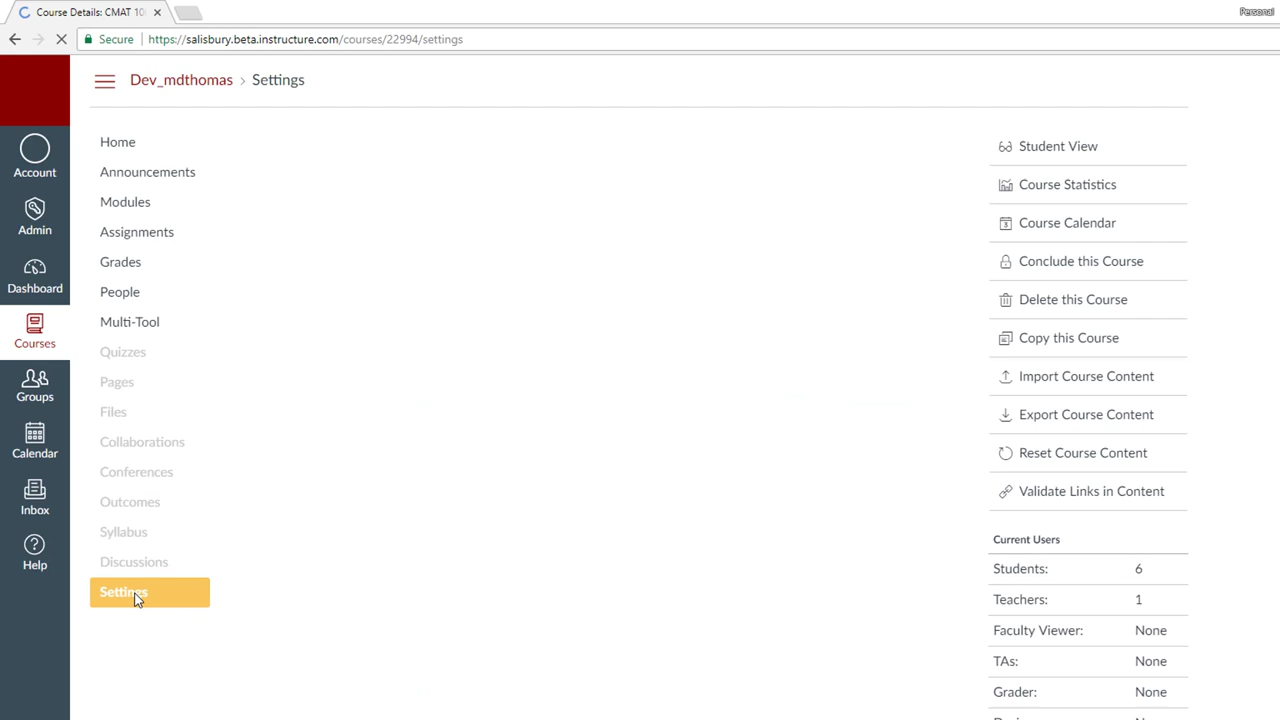 Course Details: CMAT 10
Personal
Secure
https://salisbury.beta.instructure.com/courses/22994/settings
Dev_mdthomas › Settings
Account
Admin
Dashboard
Courses
Groups
Calendar
Inbox
Help
Home
Announcements
Modules
Assignments
Grades
People
Multi-Tool
Quizzes
Pages
Files
Collaborations
Conferences
Outcomes
Syllabus
Discussions
Settings
Student View
Course Statistics
Course Calendar
Conclude this Course
Delete this Course
Copy this Course
Import Course Content
Export Course Content
Reset Course Content
Validate Links in Content
Current Users
Students: 6
Teachers: 1
Faculty Viewer: None
TAs: None
Grader: None